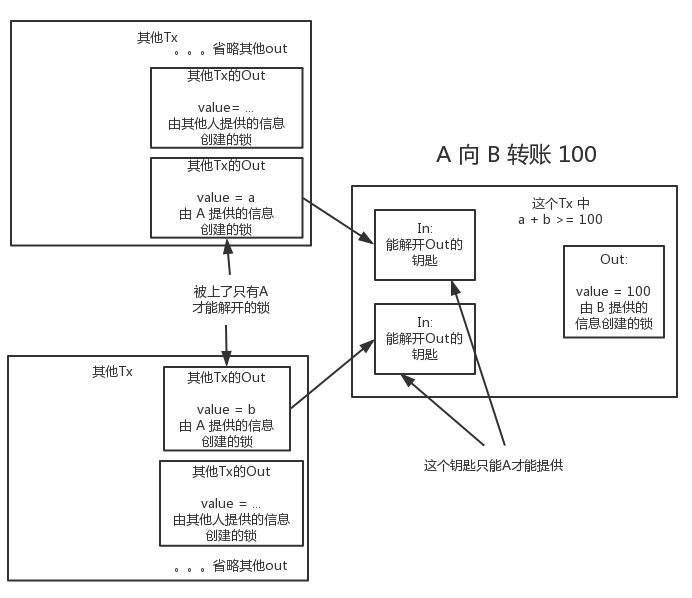 其他Tx
。。。省略其他out
其他Tx的Out
value= ...
由其他人提供的信息
创建的锁
其他Tx的Out
value = a
由 A 提供的信息
创建的锁
被上了只有A
才能解开的锁
其他Tx
其他Tx的Out
value = b
由 A 提供的信息
创建的锁
其他Tx的Out
value = ...
由其他人提供的信息
创建的锁
。。。省略其他out
A 向 B 转账 100
这个Tx 中
a + b >= 100
In:
能解开Out的
钥匙
In:
能解开Out的
钥匙
Out:
value = 100
由 B 提供的
信息创建的锁
这个钥匙只能A才能提供